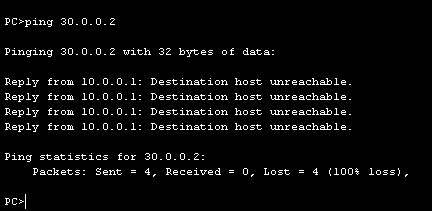 PC>ping 30.0.0.2
Pinging 30.0.0.2 with 32 bytes of data:
Reply from 10.0.0.1: Destination host unreachable.
Reply from 10.0.0.1: Destination host unreachable.
Reply from 10.0.0.1: Destination host unreachable.
Reply from 10.0.0.1: Destination host unreachable.
Ping statistics for 30.0.0.2:
    Packets: Sent = 4, Received = 0, Lost = 4 (100% loss),
PC>